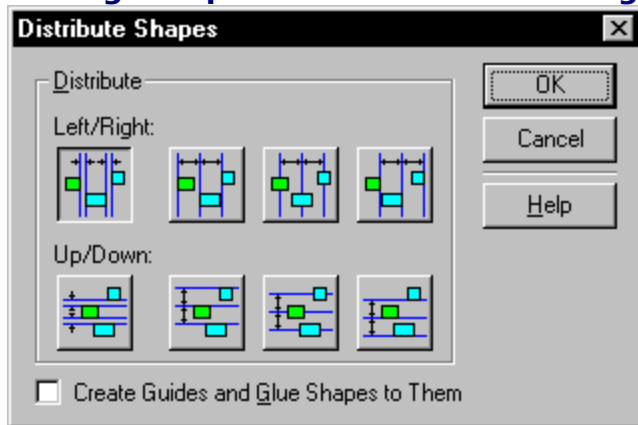 Distribute Shapes
Distribute
OK
Left/Right:
Cancel
Help
Up/Down:
Create Guides and Glue Shapes to Them